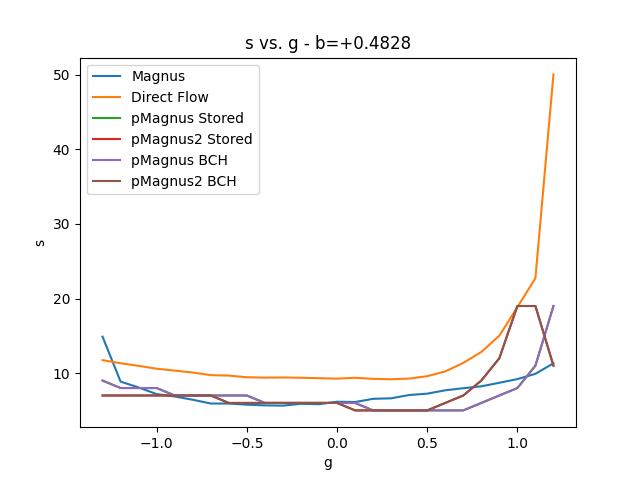 s vs. g - b=+0.4828
50
40
30
20
10
s
Magnus
Direct Flow
pMagnus Stored
pMagnus2 Stored
pMagnus BCH
pMagnus2 BCH
−1.0 −0.5 0.0 0.5 1.0
g